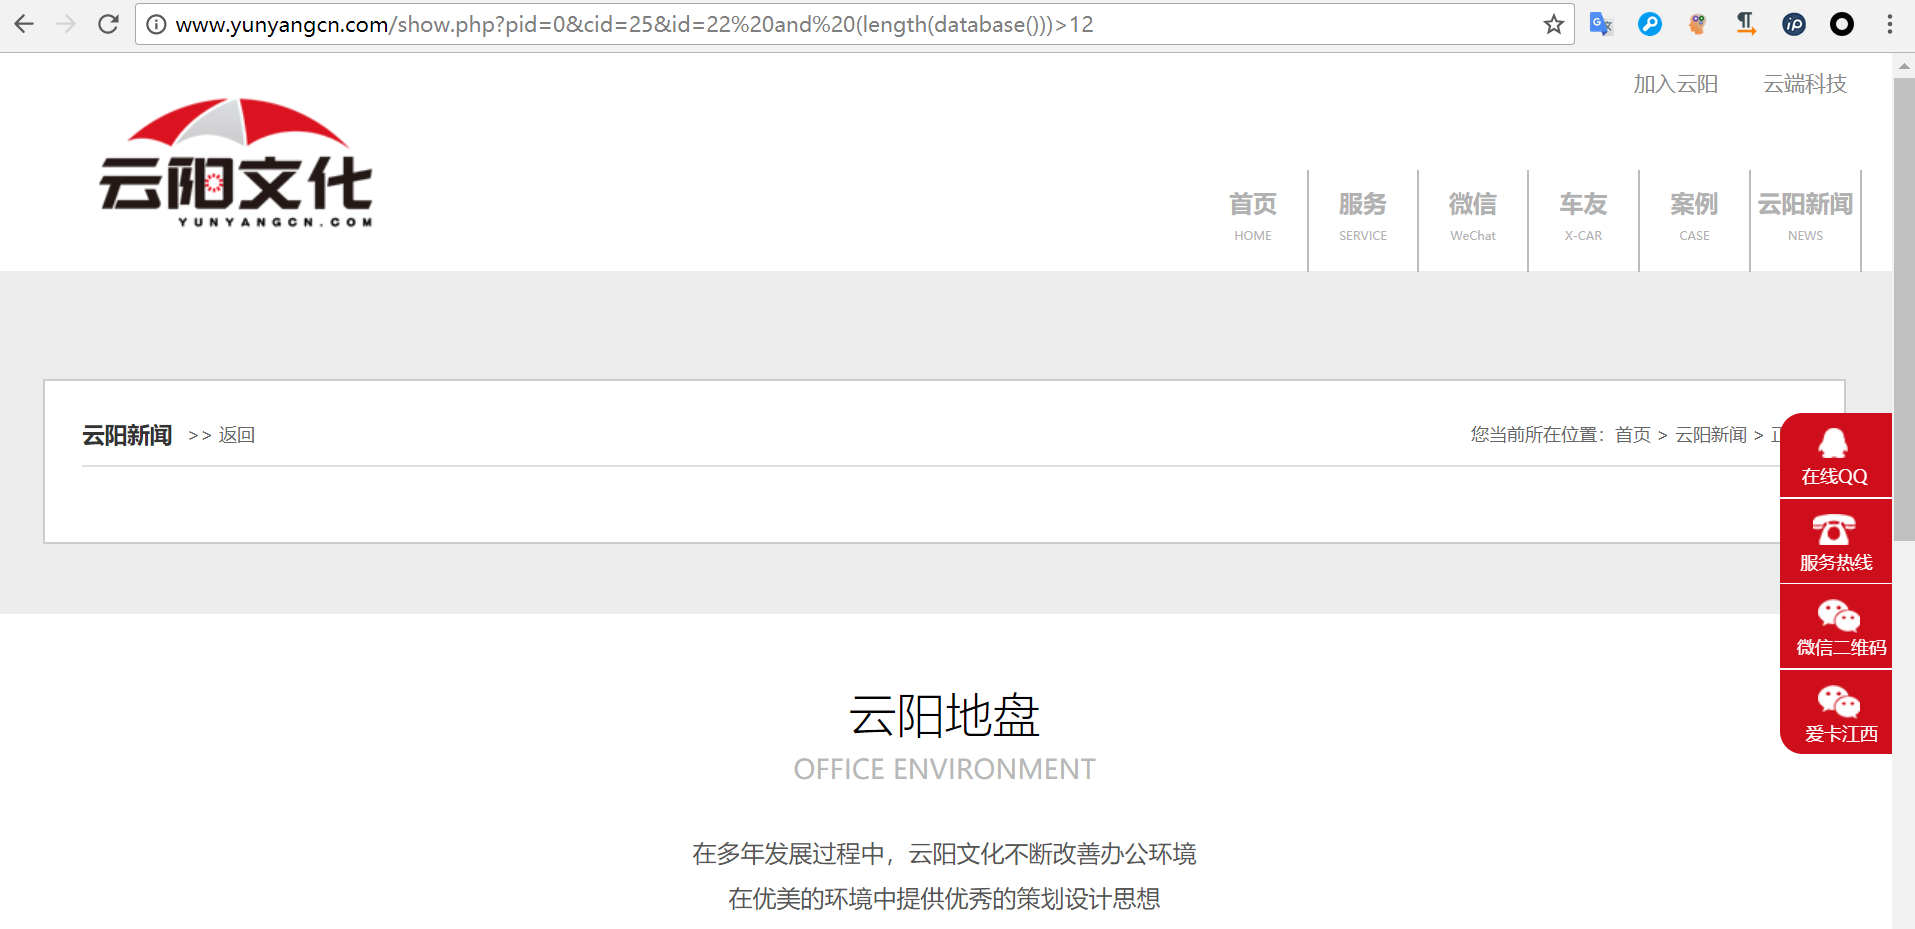 www.yunyangcn.com/show.php?pid=0&cid=25&id=22%20and%20(length(database()))>12
加入云阳 云端科技
云阳文化
YUNYANGCN.COM
首页 服务 微信 车友 案例 云阳新闻
HOME SERVICE WeChat X-CAR CASE NEWS
云阳新闻 >> 返回 您当前所在位置：首页 > 云阳新闻 >
在线QQ
服务热线
微信二维码
爱卡江西
云阳地盘
OFFICE ENVIRONMENT
在多年发展过程中，云阳文化不断改善办公环境
在优美的环境中提供优秀的策划设计思想